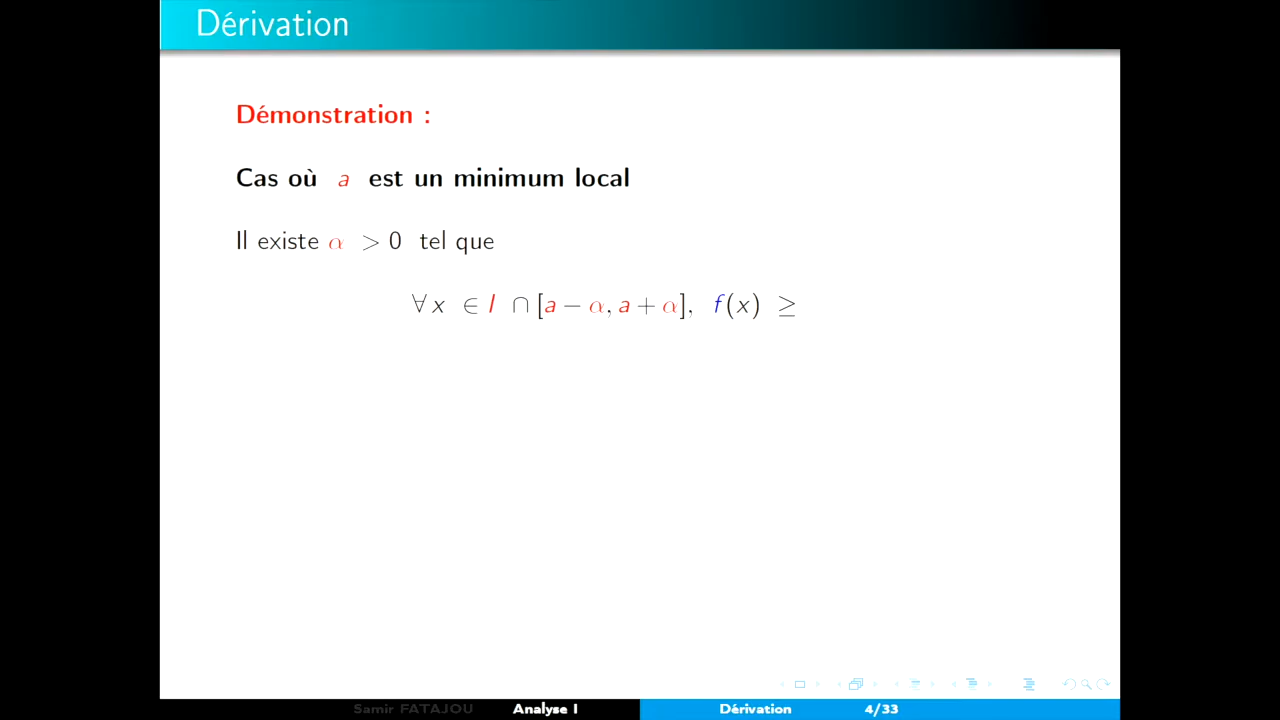 Dérivation
Démonstration :
Cas où a est un minimum local
Il existe α > 0 tel que
∀ x ∈ I ∩ [a − α, a + α], f(x) ≥
Samir FATAJOU Analyse I Dérivation 4/33